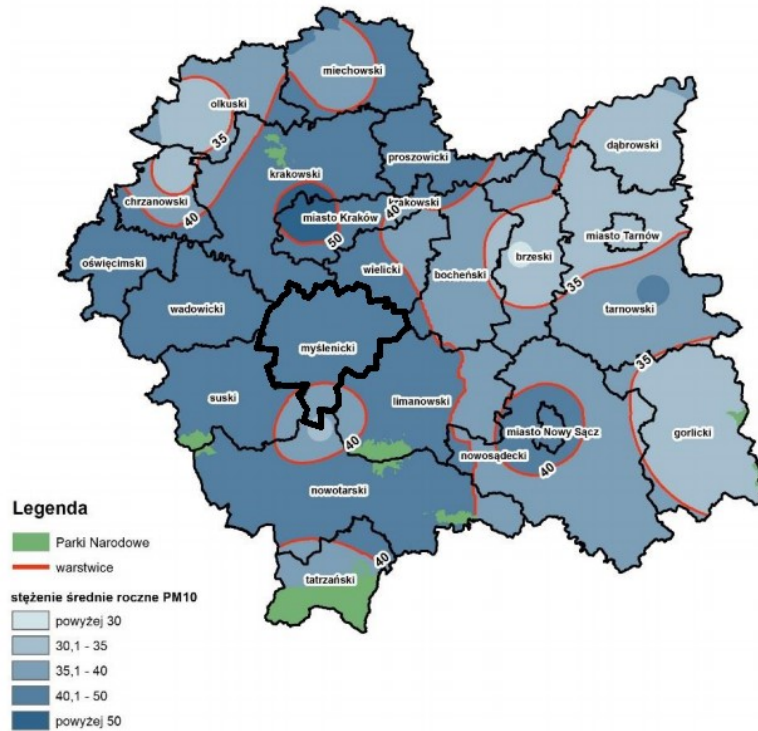 miechowski
olkuski
35
dąbrowski
proszowicki
krakowski
chrzanowski
40
miasto Kraków
krakowski
40
50
miasto Tarnów
oświęcimski
wielicki
bocheński
brzeski
35
wadowicki
tarnowski
myślenicki
35
suski
limanowski
miasto Nowy Sącz
gorlicki
40
nowosądecki
40
nowotarski
Legenda
Parki Narodowe
warstwice
40
tatrzański
stężenie średnie roczne PM10
powyżej 30
30,1 - 35
35,1 - 40
40,1 - 50
powyżej 50